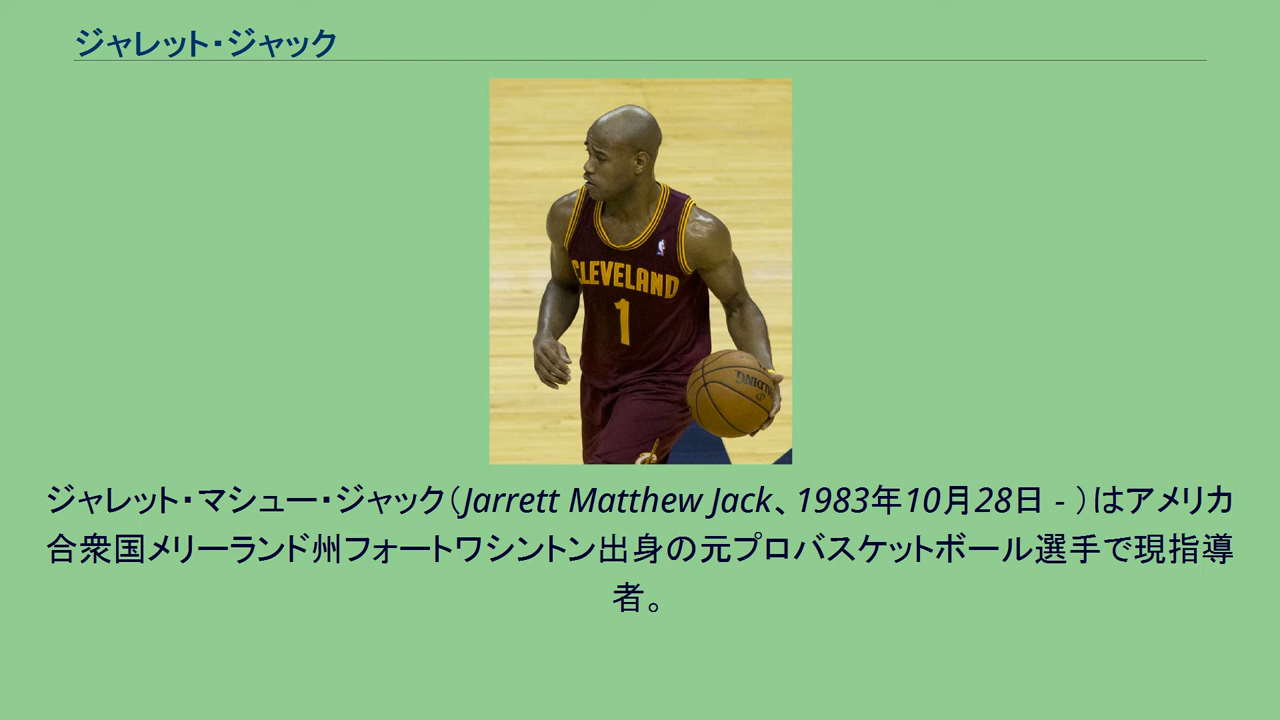 ジャレット・ジャック
CLEVELAND
1
SPALDING
ジャレット・マシュー・ジャック（Jarrett Matthew Jack、1983年10月28日 - ）はアメリカ
合衆国メリーランド州フォートワシントン出身の元プロバスケットボール選手で現指導
者。